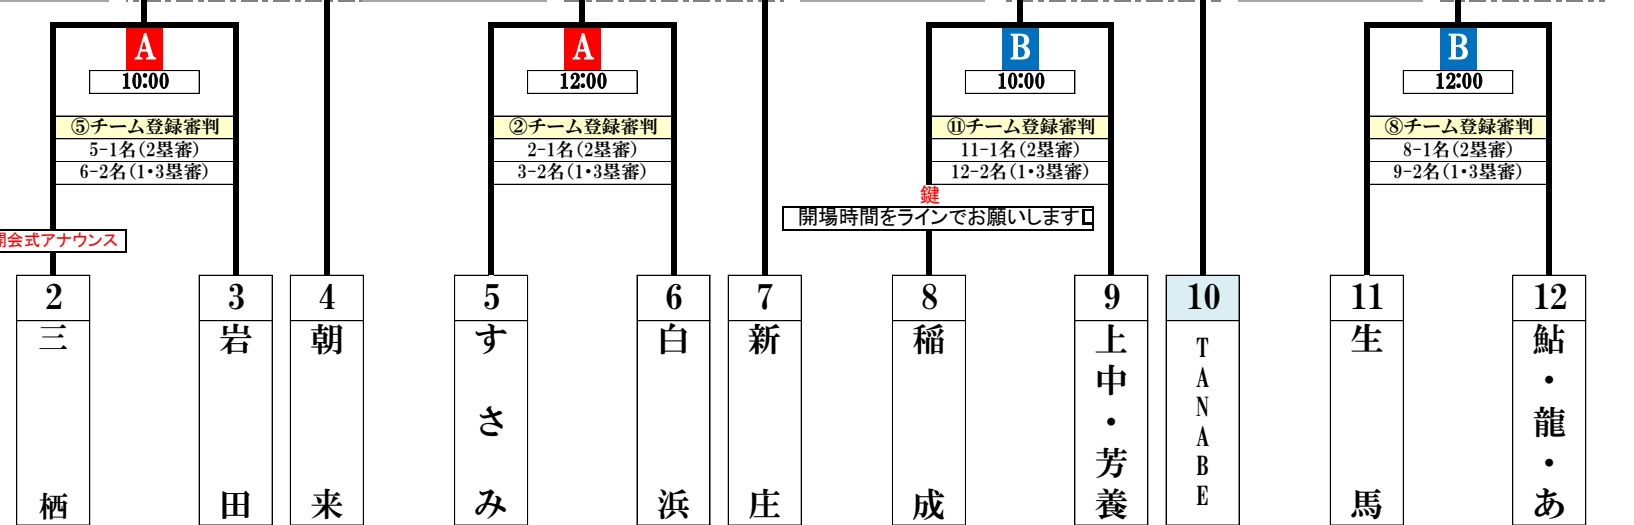 A
10:00
⑤チーム登録審判
5-1名(2塁審)
6-2名(1・3塁審)
A
12:00
②チーム登録審判
2-1名(2塁審)
3-2名(1・3塁審)
B
10:00
⑪チーム登録審判
11-1名(2塁審)
12-2名(1・3塁審)
B
12:00
⑧チーム登録審判
8-1名(2塁審)
9-2名(1・3塁審)
鍵
開場時間をラインでお願いします
開会式アナウンス
2
三栖
3
岩田
4
朝来
5
すさみ
6
白浜
7
新庄
8
稲成
9
上中・芳養
10
TANABE
11
生馬
12
鮎・龍・あ